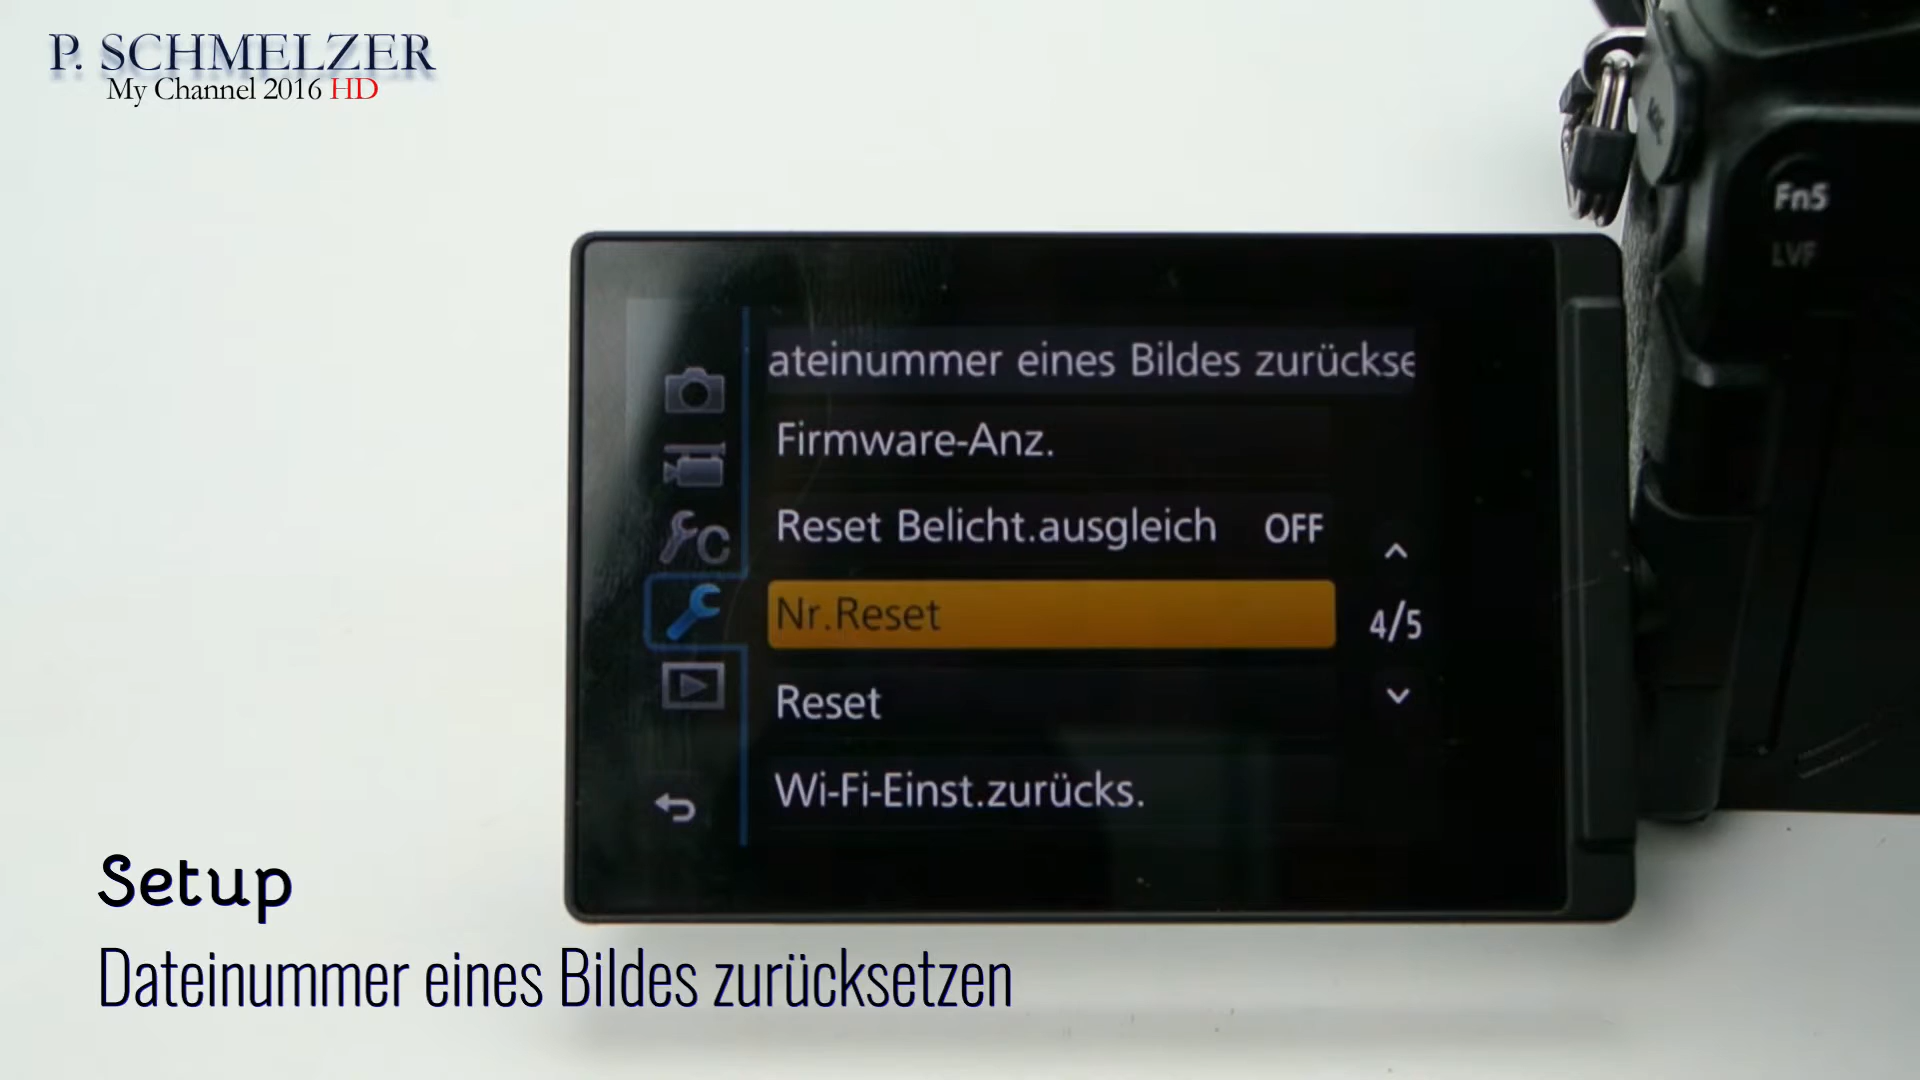 P. SCHMELZER
My Channel 2016 HD
Fn5
LVF
ateinummer eines Bildes zurückse
Firmware-Anz.
Reset Belicht.ausgleich OFF
Nr.Reset
4/5
Reset
Wi-Fi-Einst.zurücks.
C
Setup
Dateinummer eines Bildes zurücksetzen